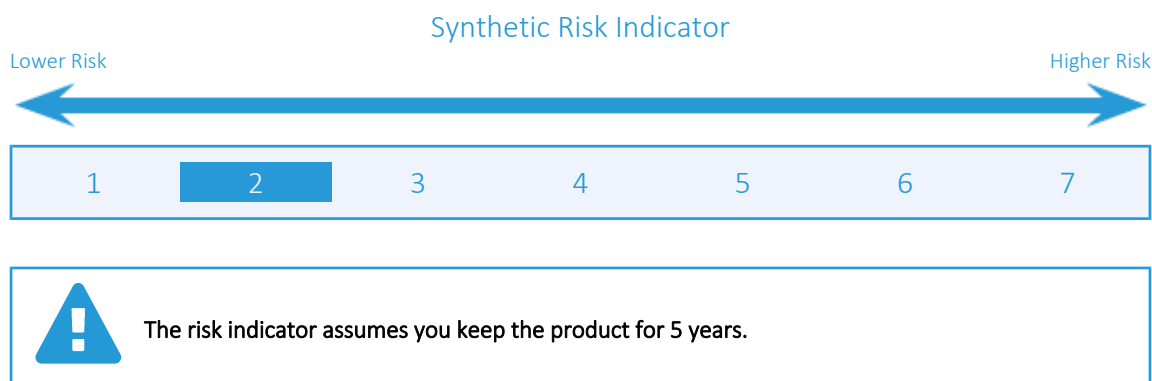 Synthetic Risk Indicator
Lower Risk Higher Risk
1 2 3 4 5 6 7
The risk indicator assumes you keep the product for 5 years.